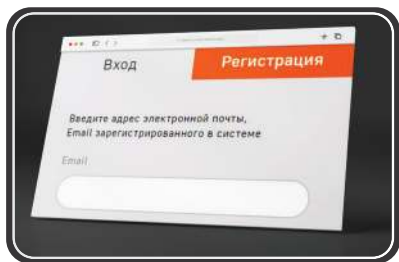 Вход
Регистрация
Введите адрес электронной почты,
Email зарегистрированного в системе
Email